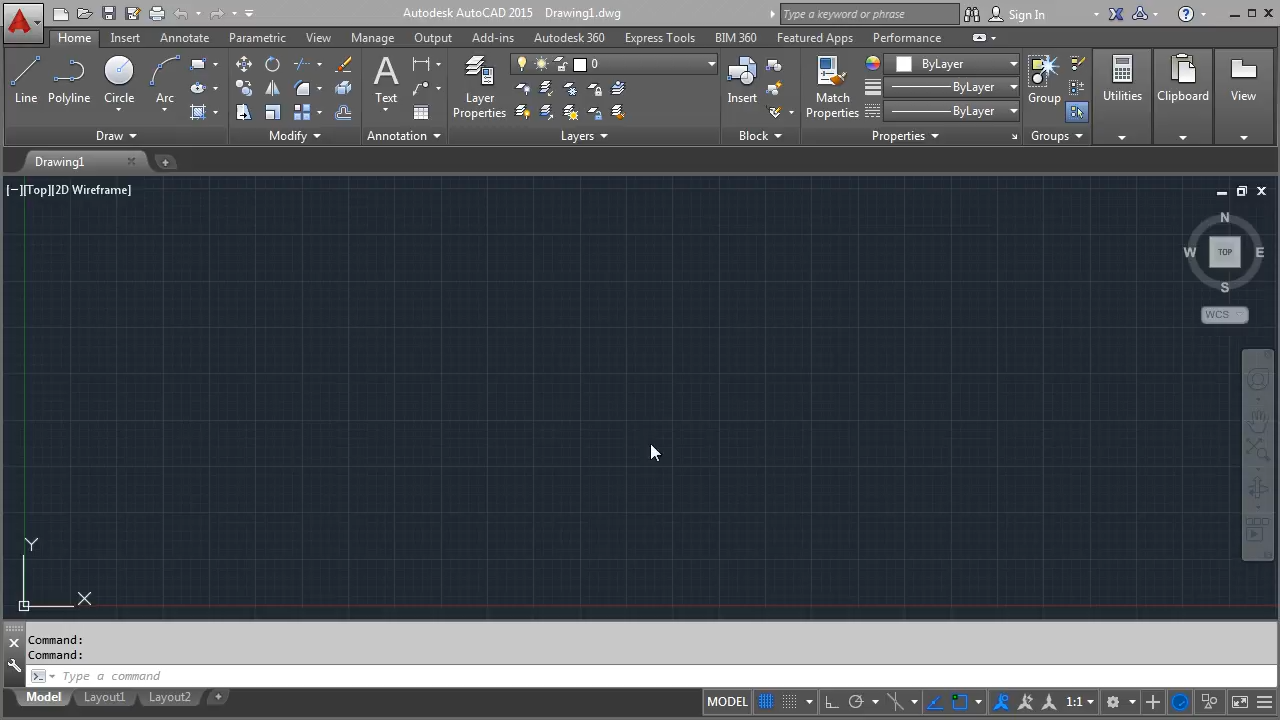 Autodesk AutoCAD 2015 Drawing1.dwg
Type a keyword or phrase
Sign In
Home Insert Annotate Parametric View Manage Output Add-ins Autodesk 360 Express Tools BIM 360 Featured Apps Performance
0
ByLayer
ByLayer
ByLayer
Line Polyline Circle Arc Text Layer Properties Insert Match Properties Group Utilities Clipboard View
Draw Modify Annotation Layers Block Properties Groups
Drawing1
[−][Top][2D Wireframe]
N
W TOP E
S
WCS
Y
X
Command:
Command:
Type a command
Model Layout1 Layout2
MODEL 1:1